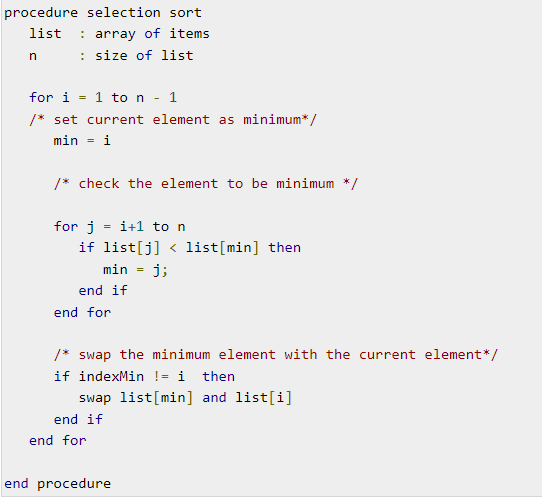 procedure selection sort
   list  : array of items
   n     : size of list

   for i = 1 to n - 1
   /* set current element as minimum*/
      min = i

      /* check the element to be minimum */

      for j = i+1 to n
         if list[j] < list[min] then
            min = j;
         end if
      end for

      /* swap the minimum element with the current element*/
      if indexMin != i  then
         swap list[min] and list[i]
      end if
   end for

end procedure